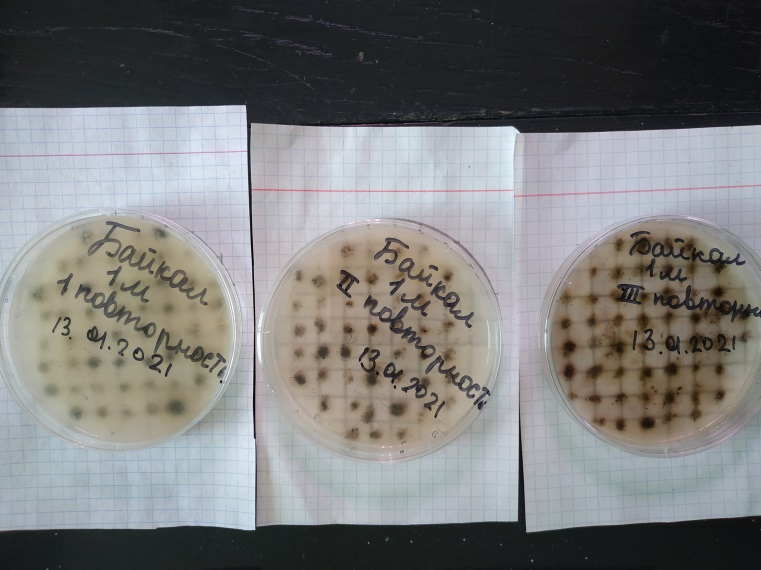 Байкал
1м
1 повторность
13.01.2021
Байкал
1м
II повторность
13.01.2021
Байкал
1м
III повторн
13.01.2021